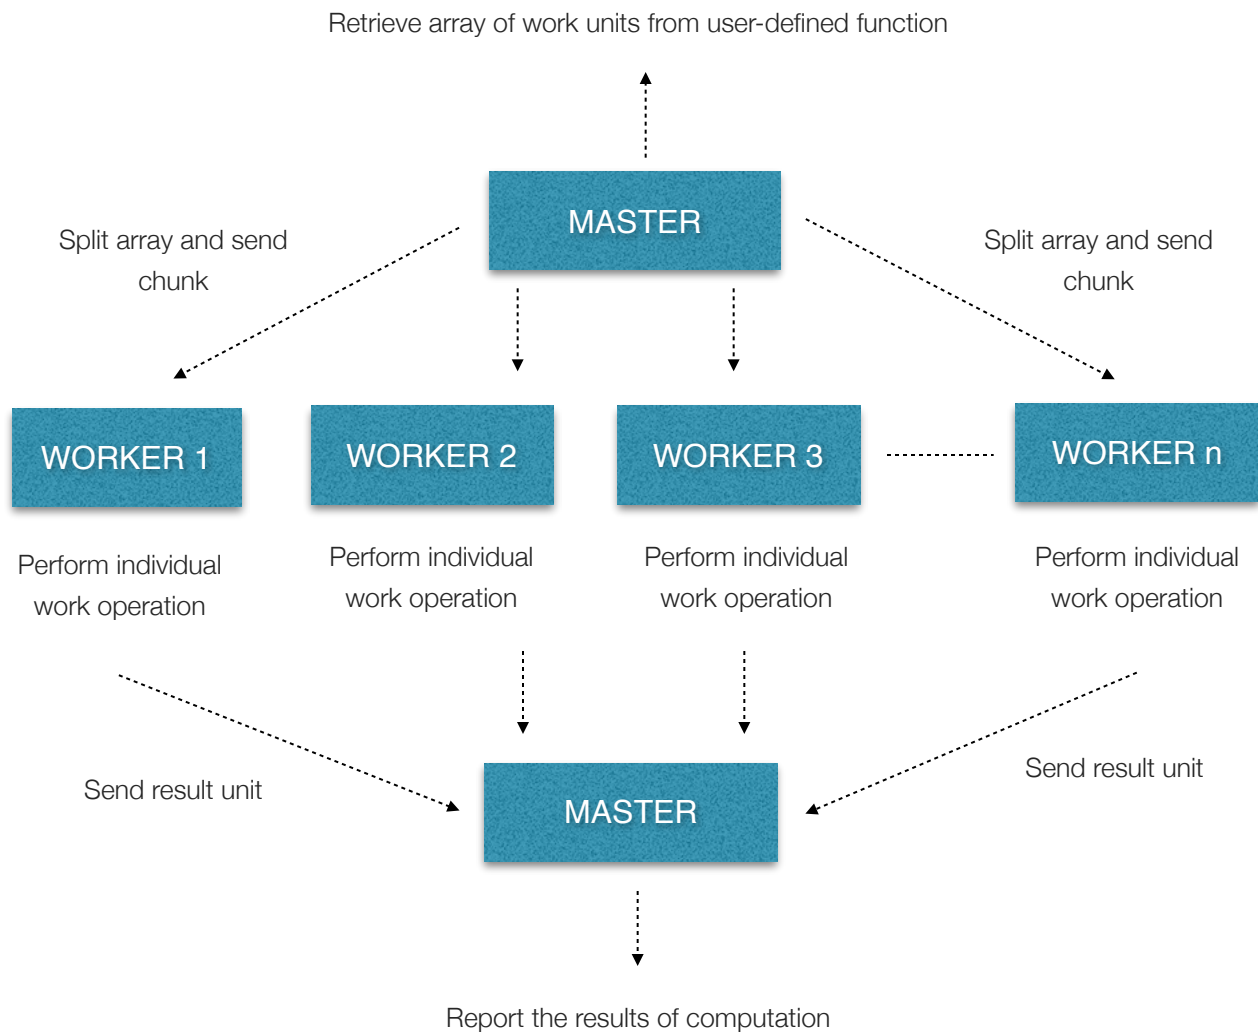 Retrieve array of work units from user-defined function
MASTER
Split array and send
chunk
Split array and send
chunk
WORKER 1
WORKER 2
WORKER 3
WORKER n
Perform individual
work operation
Perform individual
work operation
Perform individual
work operation
Perform individual
work operation
Send result unit
Send result unit
MASTER
Report the results of computation